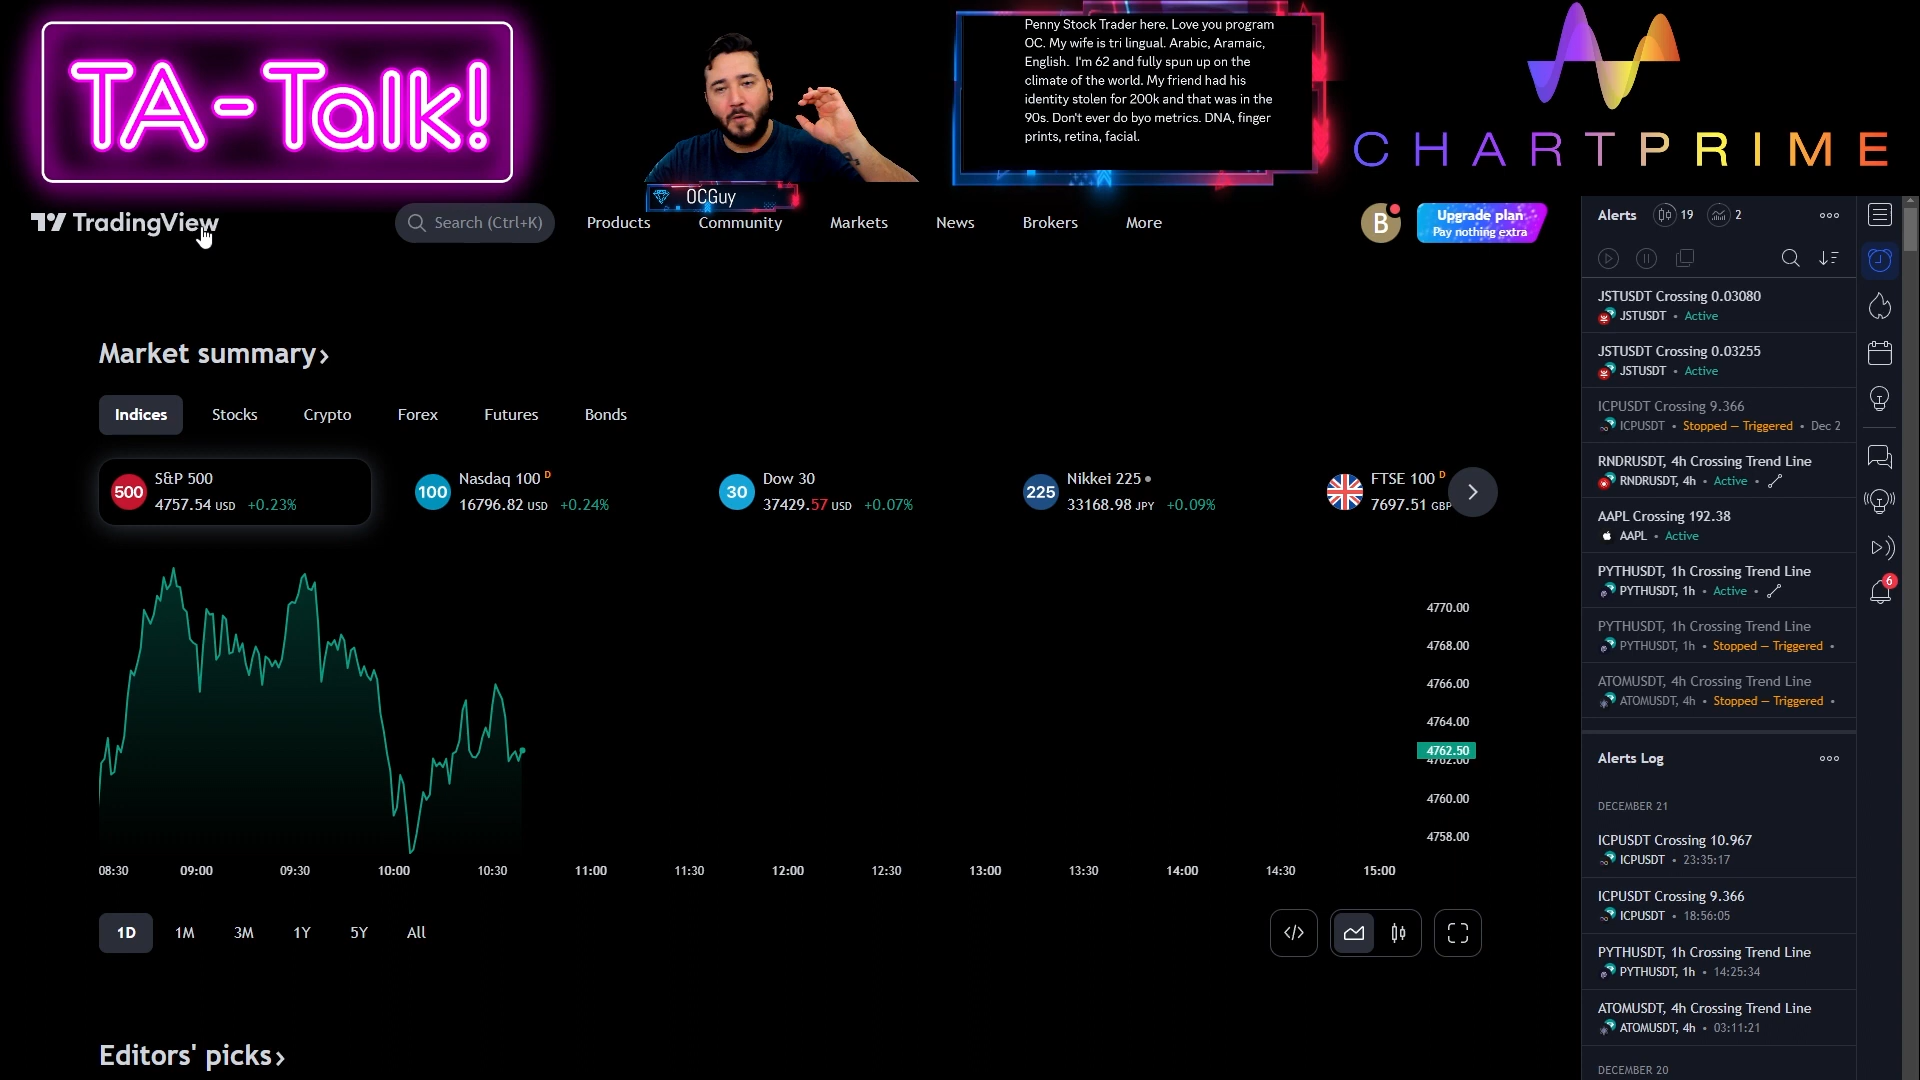 TA-Talk!
OCGuy
Penny Stock Trader here. Love you program
OC. My wife is tri lingual. Arabic, Aramaic,
English. I'm 62 and fully spun up on the
climate of the world. My friend had his
identity stolen for 200k and that was in the
90s. Don't ever do byo metrics. DNA, finger
prints, retina, facial.
CHARTPRIME
TradingView
Search (Ctrl+K)
Products
Community
Markets
News
Brokers
More
B
Upgrade plan
Pay nothing extra
Market summary
Indices
Stocks
Crypto
Forex
Futures
Bonds
500
S&P 500
4757.54 USD +0.23%
100
Nasdaq 100 D
16796.82 USD +0.24%
30
Dow 30
37429.57 USD +0.07%
225
Nikkei 225
33168.98 JPY +0.09%
FTSE 100 D
7697.51 GBP
4770.00
4768.00
4766.00
4764.00
4762.50
4762.00
4760.00
4758.00
08:30 09:00 09:30 10:00 10:30 11:00 11:30 12:00 12:30 13:00 13:30 14:00 14:30 15:00
1D 1M 3M 1Y 5Y All
Editors' picks
Alerts 19 2
JSTUSDT Crossing 0.03080
JSTUSDT • Active
JSTUSDT Crossing 0.03255
JSTUSDT • Active
ICPUSDT Crossing 9.366
ICPUSDT • Stopped — Triggered • Dec 2
RNDRUSDT, 4h Crossing Trend Line
RNDRUSDT, 4h • Active •
AAPL Crossing 192.38
AAPL • Active
PYTHUSDT, 1h Crossing Trend Line
PYTHUSDT, 1h • Active •
PYTHUSDT, 1h Crossing Trend Line
PYTHUSDT, 1h • Stopped — Triggered •
ATOMUSDT, 4h Crossing Trend Line
ATOMUSDT, 4h • Stopped — Triggered •
Alerts Log
DECEMBER 21
ICPUSDT Crossing 10.967
ICPUSDT • 23:35:17
ICPUSDT Crossing 9.366
ICPUSDT • 18:56:05
PYTHUSDT, 1h Crossing Trend Line
PYTHUSDT, 1h • 14:25:34
ATOMUSDT, 4h Crossing Trend Line
ATOMUSDT, 4h • 03:11:21
DECEMBER 20
6